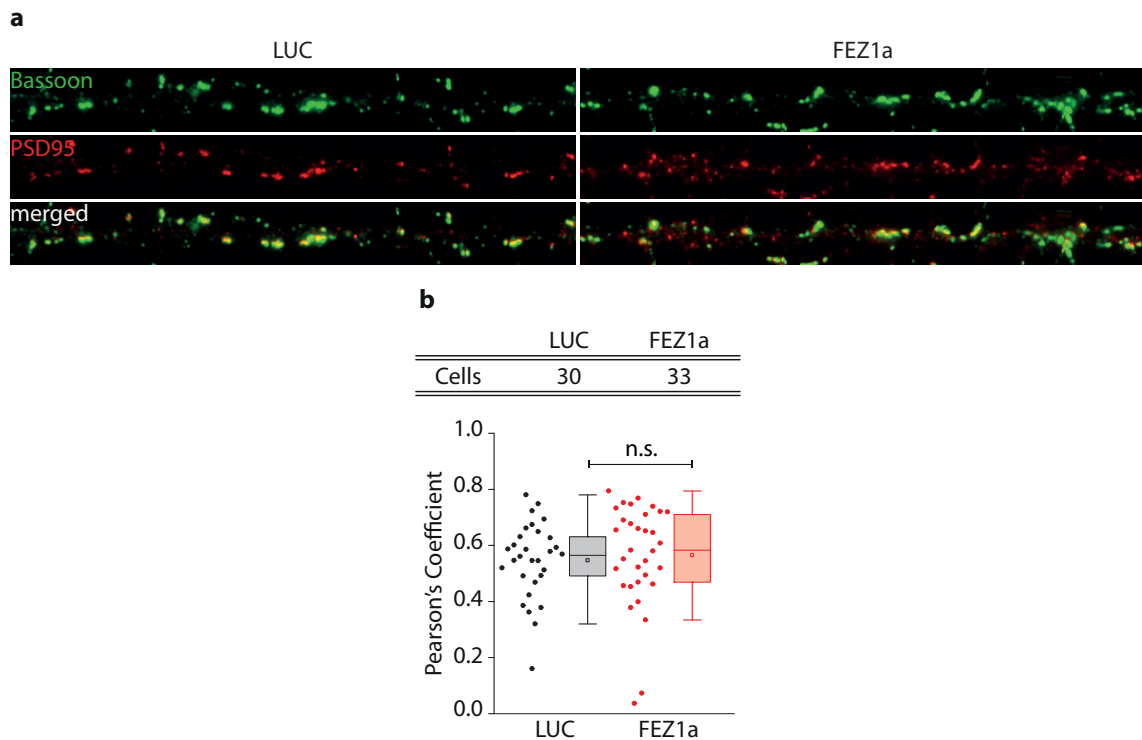 a
LUC FEZ1a
Bassoon
PSD95
merged
b
LUC FEZ1a
Cells 30 33
1.0
n.s.
0.8
0.6
0.4
0.2
0.0
Pearson's Coefficient
LUC FEZ1a